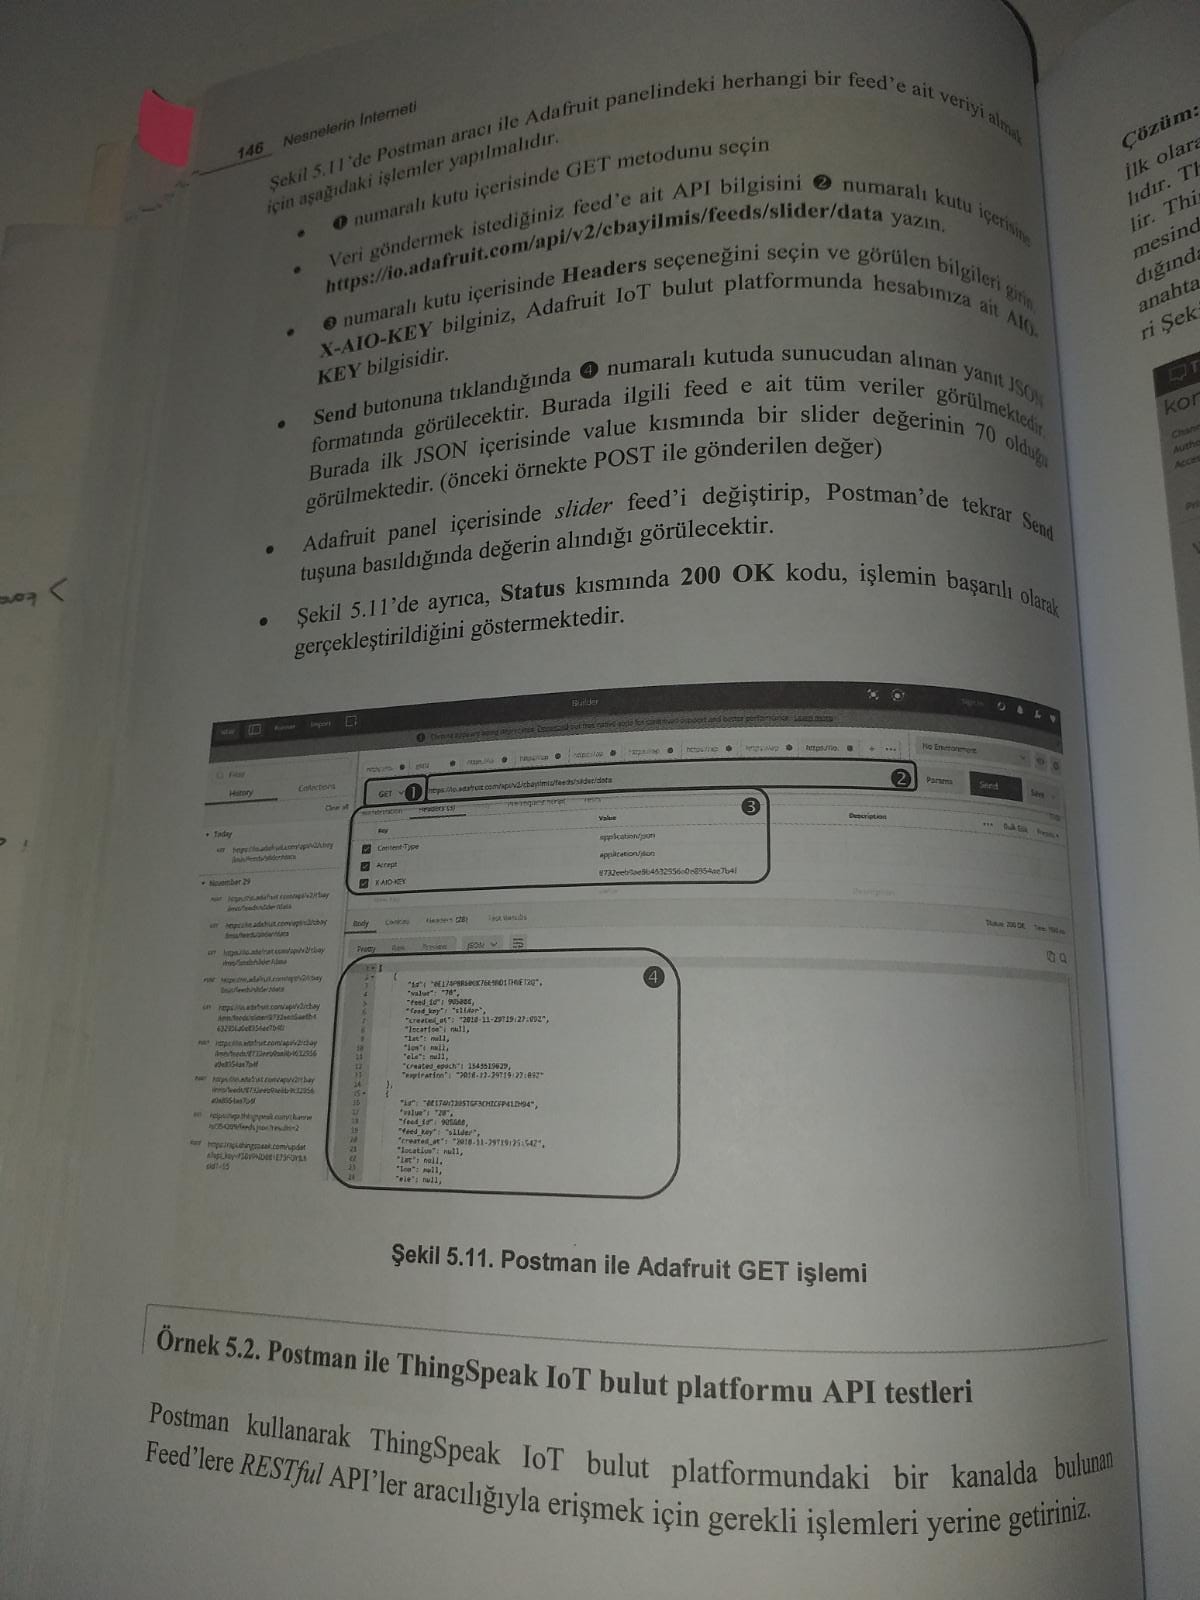 146 Nesnelerin İnterneti
Şekil 5.11'de Postman aracı ile Adafruit panelindeki herhangi bir feed'e ait veriyi almak
için aşağıdaki işlemler yapılmalıdır.
• ❶ numaralı kutu içerisinde GET metodunu seçin
• Veri göndermek istediğiniz feed'e ait API bilgisini ❷ numaralı kutu içerisine
https://io.adafruit.com/api/v2/cbayilmis/feeds/slider/data yazın.
• ❸ numaralı kutu içerisinde Headers seçeneğini seçin ve görülen bilgileri girin.
X-AIO-KEY bilginiz, Adafruit IoT bulut platformunda hesabınıza ait AIO-
KEY bilgisidir.
• Send butonuna tıklandığında ❹ numaralı kutuda sunucudan alınan yanıt JSON
formatında görülecektir. Burada ilgili feed e ait tüm veriler görülmektedir.
Burada ilk JSON içerisinde value kısmında bir slider değerinin 70 olduğu
görülmektedir. (önceki örnekte POST ile gönderilen değer)
• Adafruit panel içerisinde slider feed'i değiştirip, Postman'de tekrar Send
tuşuna basıldığında değerin alındığı görülecektir.
• Şekil 5.11'de ayrıca, Status kısmında 200 OK kodu, işlemin başarılı olarak
gerçekleştirildiğini göstermektedir.
Builder
Import
Filter
History Collections
Clear all
No Environment
GET ❶ https://io.adafruit.com/api/v2/cbayilmis/feeds/slider/data ❷ Params Send Save
Headers (3) ❸
Key Value Description Bulk Edit Presets
Content-Type application/json
Accept application/json
X-AIO-KEY
Today
November 29
Body Cookies Headers (28) Test Results Status: 200 OK
Pretty Raw Preview JSON
❹
"value": "70",
"feed_key": "slider",
"created_at": "2018-11-29T19:27:09Z",
"location": null,
"lat": null,
"lon": null,
"ele": null,
"expiration": "2018-12-29T19:27:09Z"
},
{
"value": "20",
"feed_key": "slider",
"created_at": "2018-11-29T19:25:54Z",
"location": null,
"lat": null,
"lon": null,
"ele": null,
Şekil 5.11. Postman ile Adafruit GET işlemi
Örnek 5.2. Postman ile ThingSpeak IoT bulut platformu API testleri
Postman kullanarak ThingSpeak IoT bulut platformundaki bir kanalda bulunan
Feed'lere RESTful API'ler aracılığıyla erişmek için gerekli işlemleri yerine getiriniz.
Çözüm: